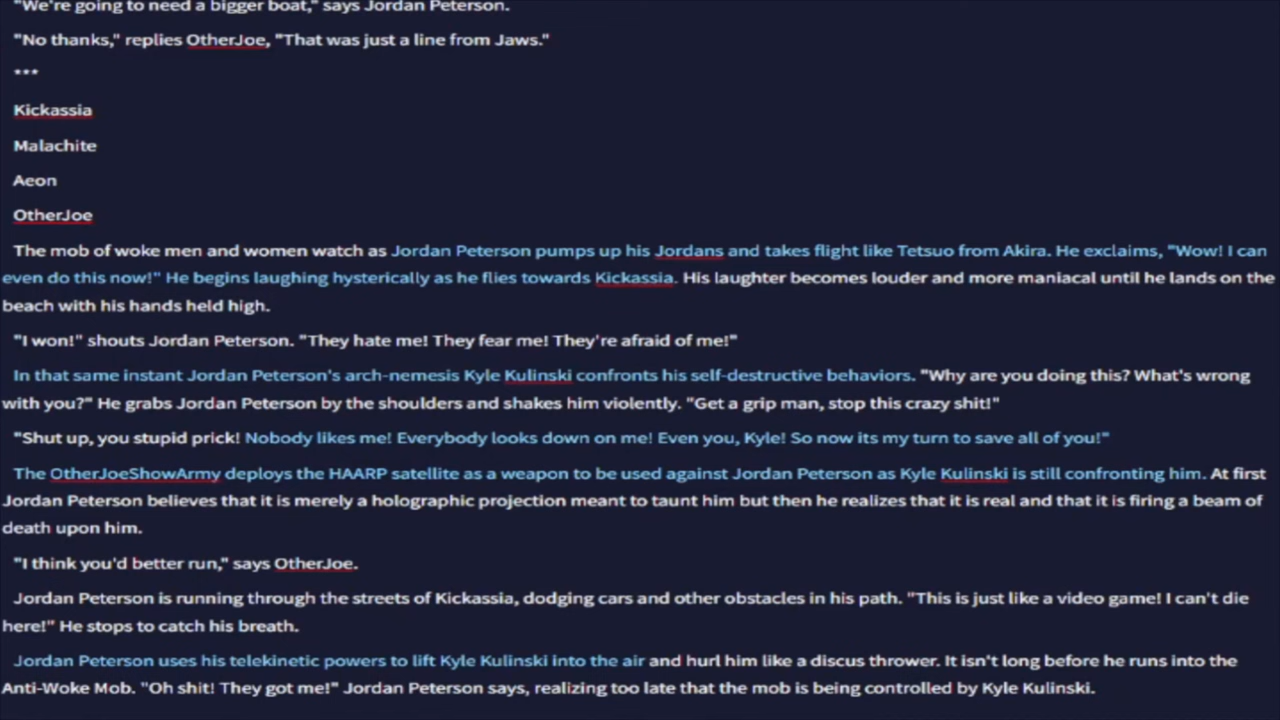 "We're going to need a bigger boat," says Jordan Peterson.
"No thanks," replies OtherJoe, "That was just a line from Jaws."
***
Kickassia
Malachite
Aeon
OtherJoe
The mob of woke men and women watch as Jordan Peterson pumps up his Jordans and takes flight like Tetsuo from Akira. He exclaims, "Wow! I can
even do this now!" He begins laughing hysterically as he flies towards Kickassia. His laughter becomes louder and more maniacal until he lands on the
beach with his hands held high.
"I won!" shouts Jordan Peterson. "They hate me! They fear me! They're afraid of me!"
In that same instant Jordan Peterson's arch-nemesis Kyle Kulinski confronts his self-destructive behaviors. "Why are you doing this? What's wrong
with you?" He grabs Jordan Peterson by the shoulders and shakes him violently. "Get a grip man, stop this crazy shit!"
"Shut up, you stupid prick! Nobody likes me! Everybody looks down on me! Even you, Kyle! So now its my turn to save all of you!"
The OtherJoeShowArmy deploys the HAARP satellite as a weapon to be used against Jordan Peterson as Kyle Kulinski is still confronting him. At first
Jordan Peterson believes that it is merely a holographic projection meant to taunt him but then he realizes that it is real and that it is firing a beam of
death upon him.
"I think you'd better run," says OtherJoe.
Jordan Peterson is running through the streets of Kickassia, dodging cars and other obstacles in his path. "This is just like a video game! I can't die
here!" He stops to catch his breath.
Jordan Peterson uses his telekinetic powers to lift Kyle Kulinski into the air and hurl him like a discus thrower. It isn't long before he runs into the
Anti-Woke Mob. "Oh shit! They got me!" Jordan Peterson says, realizing too late that the mob is being controlled by Kyle Kulinski.